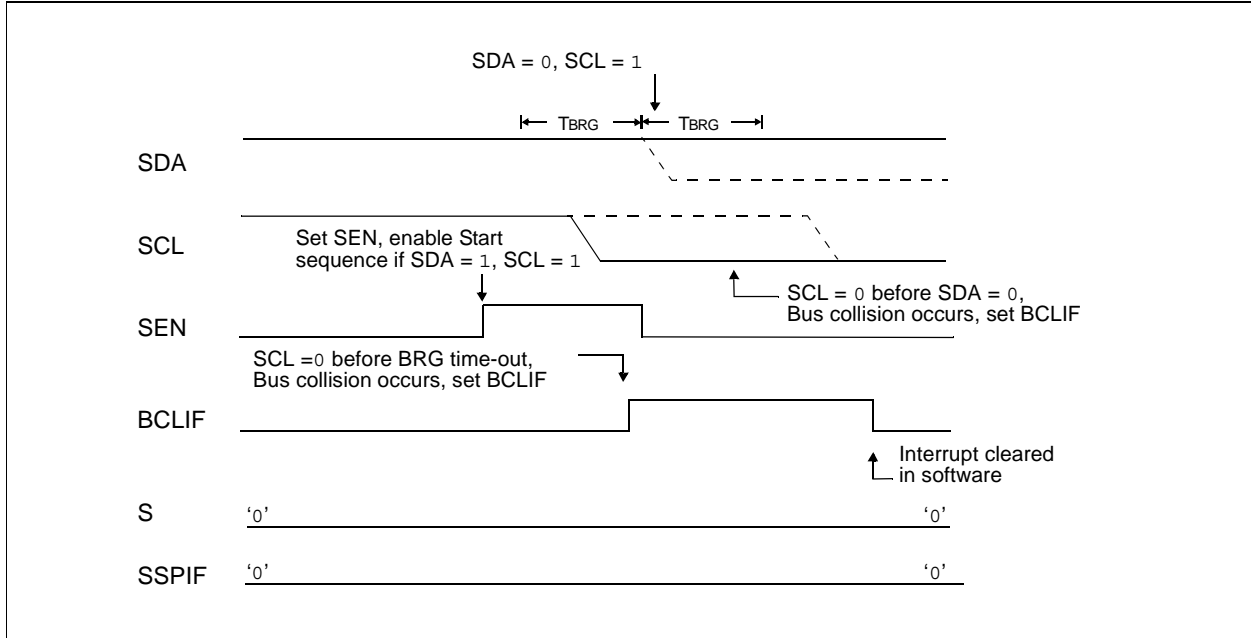 SDA = 0, SCL = 1
TBRG TBRG
SDA
SCL
Set SEN, enable Start
sequence if SDA = 1, SCL = 1
SCL = 0 before SDA = 0,
Bus collision occurs, set BCLIF
SEN
SCL =0 before BRG time-out,
Bus collision occurs, set BCLIF
BCLIF
Interrupt cleared
in software
S ‘0’ ‘0’
SSPIF ‘0’ ‘0’